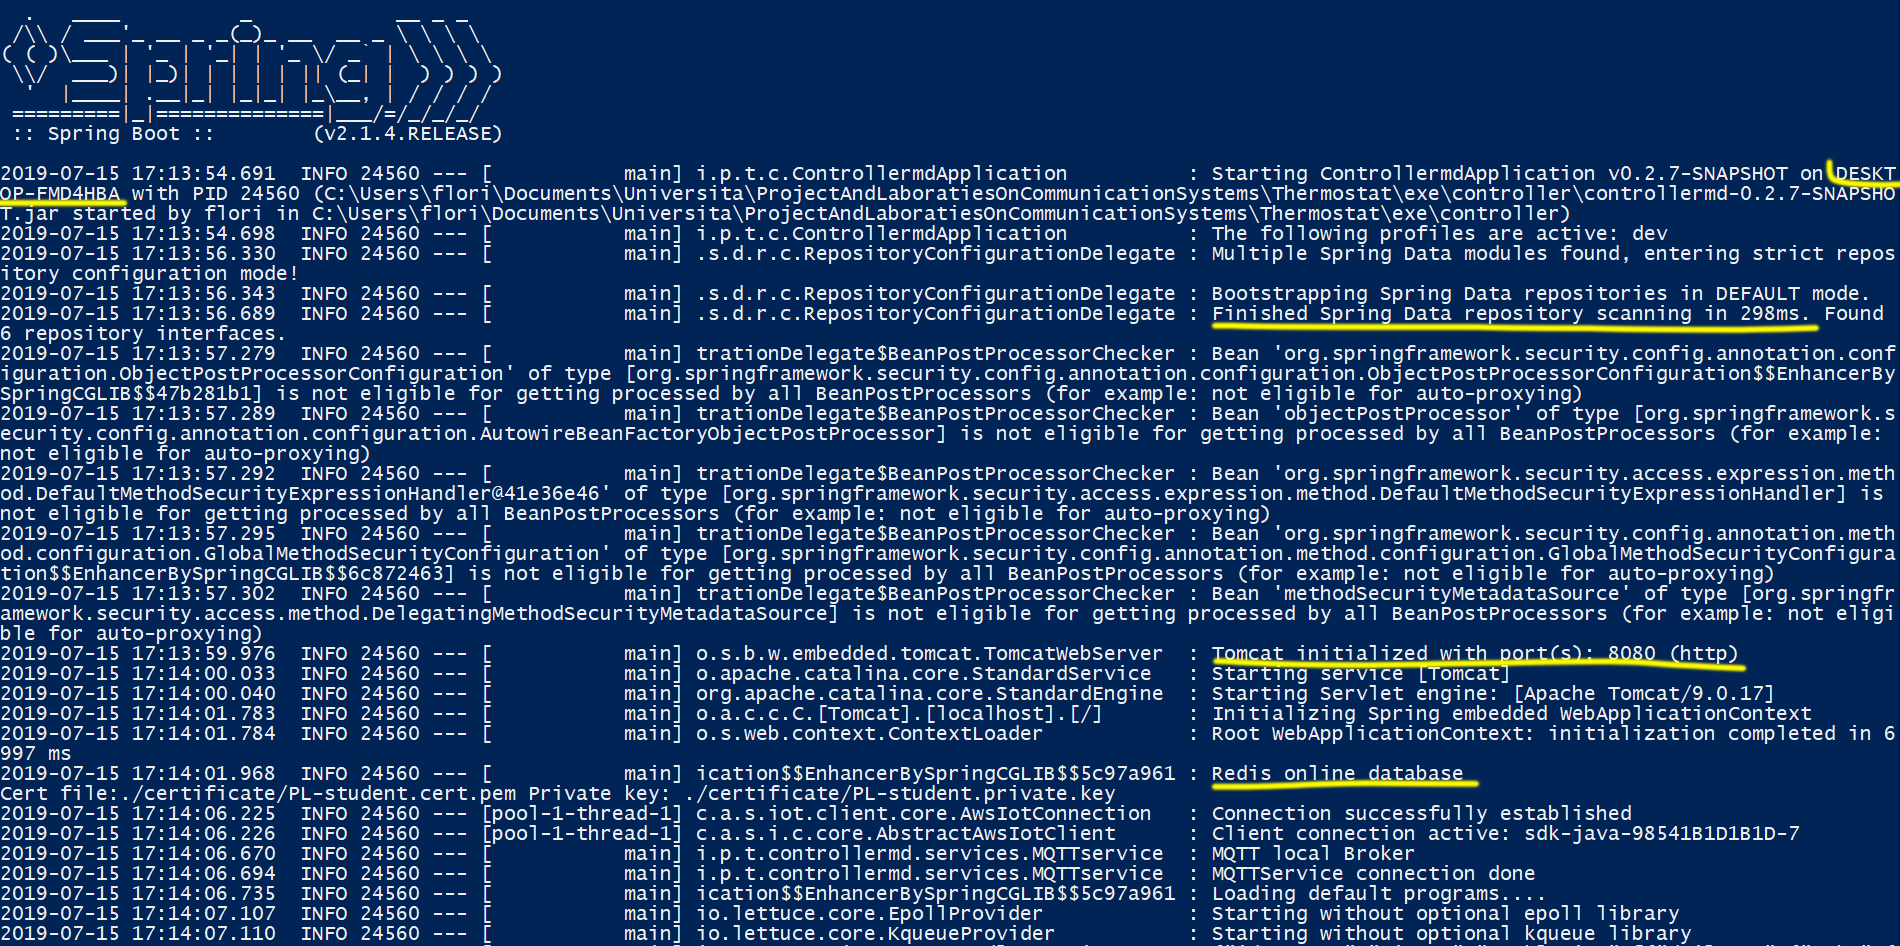 :: Spring Boot ::        (v2.1.4.RELEASE)
2019-07-15 17:13:54.691  INFO 24560 --- [           main] i.p.t.c.ControllermdApplication          : Starting ControllermdApplication v0.2.7-SNAPSHOT on DESKT
OP-FMD4HBA with PID 24560 (C:\Users\flori\Documents\Universita\ProjectAndLaboratiesOnCommunicationSystems\Thermostat\exe\controller\controllermd-0.2.7-SNAPSHO
T.jar started by flori in C:\Users\flori\Documents\Universita\ProjectAndLaboratiesOnCommunicationSystems\Thermostat\exe\controller)
2019-07-15 17:13:54.698  INFO 24560 --- [           main] i.p.t.c.ControllermdApplication          : The following profiles are active: dev
2019-07-15 17:13:56.330  INFO 24560 --- [           main] .s.d.r.c.RepositoryConfigurationDelegate : Multiple Spring Data modules found, entering strict repos
itory configuration mode!
2019-07-15 17:13:56.343  INFO 24560 --- [           main] .s.d.r.c.RepositoryConfigurationDelegate : Bootstrapping Spring Data repositories in DEFAULT mode.
2019-07-15 17:13:56.689  INFO 24560 --- [           main] .s.d.r.c.RepositoryConfigurationDelegate : Finished Spring Data repository scanning in 298ms. Found
6 repository interfaces.
2019-07-15 17:13:57.279  INFO 24560 --- [           main] trationDelegate$BeanPostProcessorChecker : Bean 'org.springframework.security.config.annotation.conf
iguration.ObjectPostProcessorConfiguration' of type [org.springframework.security.config.annotation.configuration.ObjectPostProcessorConfiguration$$EnhancerBy
SpringCGLIB$$47b281b1] is not eligible for getting processed by all BeanPostProcessors (for example: not eligible for auto-proxying)
2019-07-15 17:13:57.289  INFO 24560 --- [           main] trationDelegate$BeanPostProcessorChecker : Bean 'objectPostProcessor' of type [org.springframework.s
ecurity.config.annotation.configuration.AutowireBeanFactoryObjectPostProcessor] is not eligible for getting processed by all BeanPostProcessors (for example:
not eligible for auto-proxying)
2019-07-15 17:13:57.292  INFO 24560 --- [           main] trationDelegate$BeanPostProcessorChecker : Bean 'org.springframework.security.access.expression.meth
od.DefaultMethodSecurityExpressionHandler@41e36e46' of type [org.springframework.security.access.expression.method.DefaultMethodSecurityExpressionHandler] is
not eligible for getting processed by all BeanPostProcessors (for example: not eligible for auto-proxying)
2019-07-15 17:13:57.295  INFO 24560 --- [           main] trationDelegate$BeanPostProcessorChecker : Bean 'org.springframework.security.config.annotation.meth
od.configuration.GlobalMethodSecurityConfiguration' of type [org.springframework.security.config.annotation.method.configuration.GlobalMethodSecurityConfigura
tion$$EnhancerBySpringCGLIB$$6c872463] is not eligible for getting processed by all BeanPostProcessors (for example: not eligible for auto-proxying)
2019-07-15 17:13:57.302  INFO 24560 --- [           main] trationDelegate$BeanPostProcessorChecker : Bean 'methodSecurityMetadataSource' of type [org.springfr
amework.security.access.method.DelegatingMethodSecurityMetadataSource] is not eligible for getting processed by all BeanPostProcessors (for example: not eligi
ble for auto-proxying)
2019-07-15 17:13:59.976  INFO 24560 --- [           main] o.s.b.w.embedded.tomcat.TomcatWebServer  : Tomcat initialized with port(s): 8080 (http)
2019-07-15 17:14:00.033  INFO 24560 --- [           main] o.apache.catalina.core.StandardService   : Starting service [Tomcat]
2019-07-15 17:14:00.040  INFO 24560 --- [           main] org.apache.catalina.core.StandardEngine  : Starting Servlet engine: [Apache Tomcat/9.0.17]
2019-07-15 17:14:01.783  INFO 24560 --- [           main] o.a.c.c.C.[Tomcat].[localhost].[/]       : Initializing Spring embedded WebApplicationContext
2019-07-15 17:14:01.784  INFO 24560 --- [           main] o.s.web.context.ContextLoader            : Root WebApplicationContext: initialization completed in 6
997 ms
2019-07-15 17:14:01.968  INFO 24560 --- [           main] ication$$EnhancerBySpringCGLIB$$5c97a961 : Redis online database
Cert file:./certificate/PL-student.cert.pem Private key: ./certificate/PL-student.private.key
2019-07-15 17:14:06.225  INFO 24560 --- [pool-1-thread-1] c.a.s.iot.client.core.AwsIotConnection   : Connection successfully established
2019-07-15 17:14:06.226  INFO 24560 --- [pool-1-thread-1] c.a.s.i.c.core.AbstractAwsIotClient      : Client connection active: sdk-java-98541B1D1B1D-7
2019-07-15 17:14:06.670  INFO 24560 --- [           main] i.p.t.controllermd.services.MQTTservice  : MQTT local Broker
2019-07-15 17:14:06.694  INFO 24560 --- [           main] i.p.t.controllermd.services.MQTTservice  : MQTTService connection done
2019-07-15 17:14:06.735  INFO 24560 --- [           main] ication$$EnhancerBySpringCGLIB$$5c97a961 : Loading default programs....
2019-07-15 17:14:07.107  INFO 24560 --- [           main] io.lettuce.core.EpollProvider            : Starting without optional epoll library
2019-07-15 17:14:07.110  INFO 24560 --- [           main] io.lettuce.core.KqueueProvider           : Starting without optional kqueue library